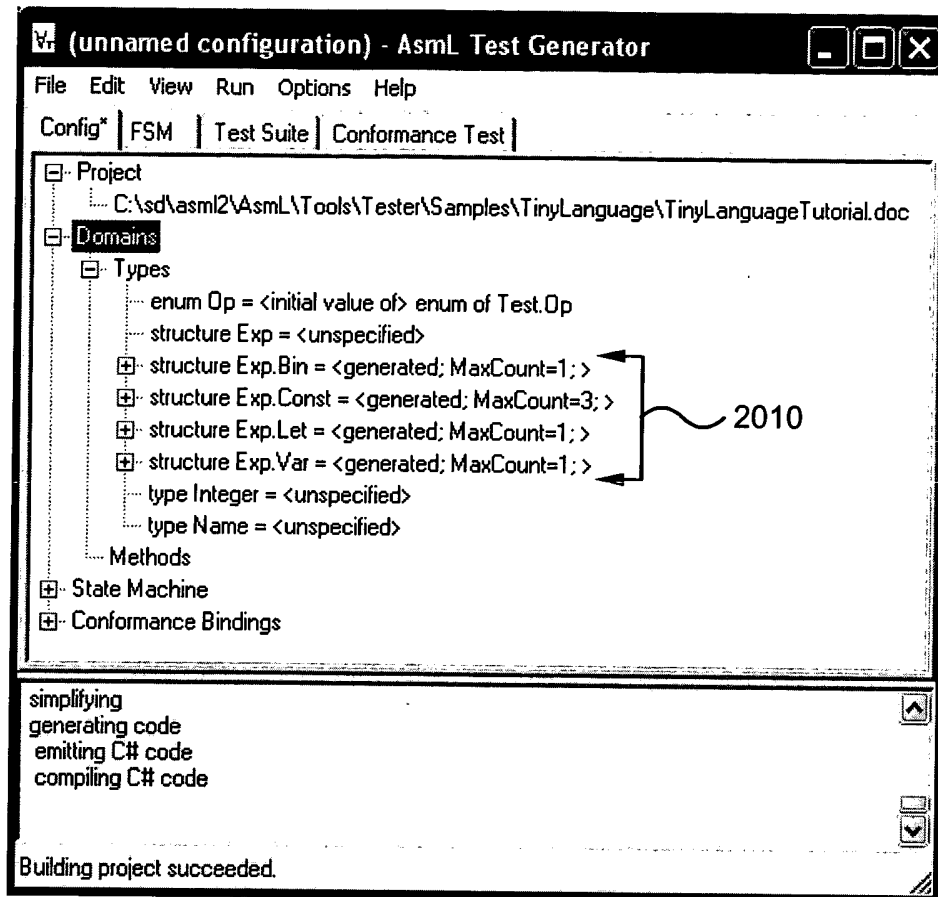 (unnamed configuration) - AsmL Test Generator
File Edit View Run Options Help
Config* FSM Test Suite Conformance Test
Project
C:\sd\asml2\AsmL\Tools\Tester\Samples\TinyLanguage\TinyLanguageTutorial.doc
Domains
Types
enum Op = <initial value of> enum of Test.Op
structure Exp = <unspecified>
structure Exp.Bin = <generated; MaxCount=1; >
structure Exp.Const = <generated; MaxCount=3; >
structure Exp.Let = <generated; MaxCount=1; >
structure Exp.Var = <generated; MaxCount=1; >
2010
type Integer = <unspecified>
type Name = <unspecified>
Methods
State Machine
Conformance Bindings
simplifying
generating code
emitting C# code
compiling C# code
Building project succeeded.